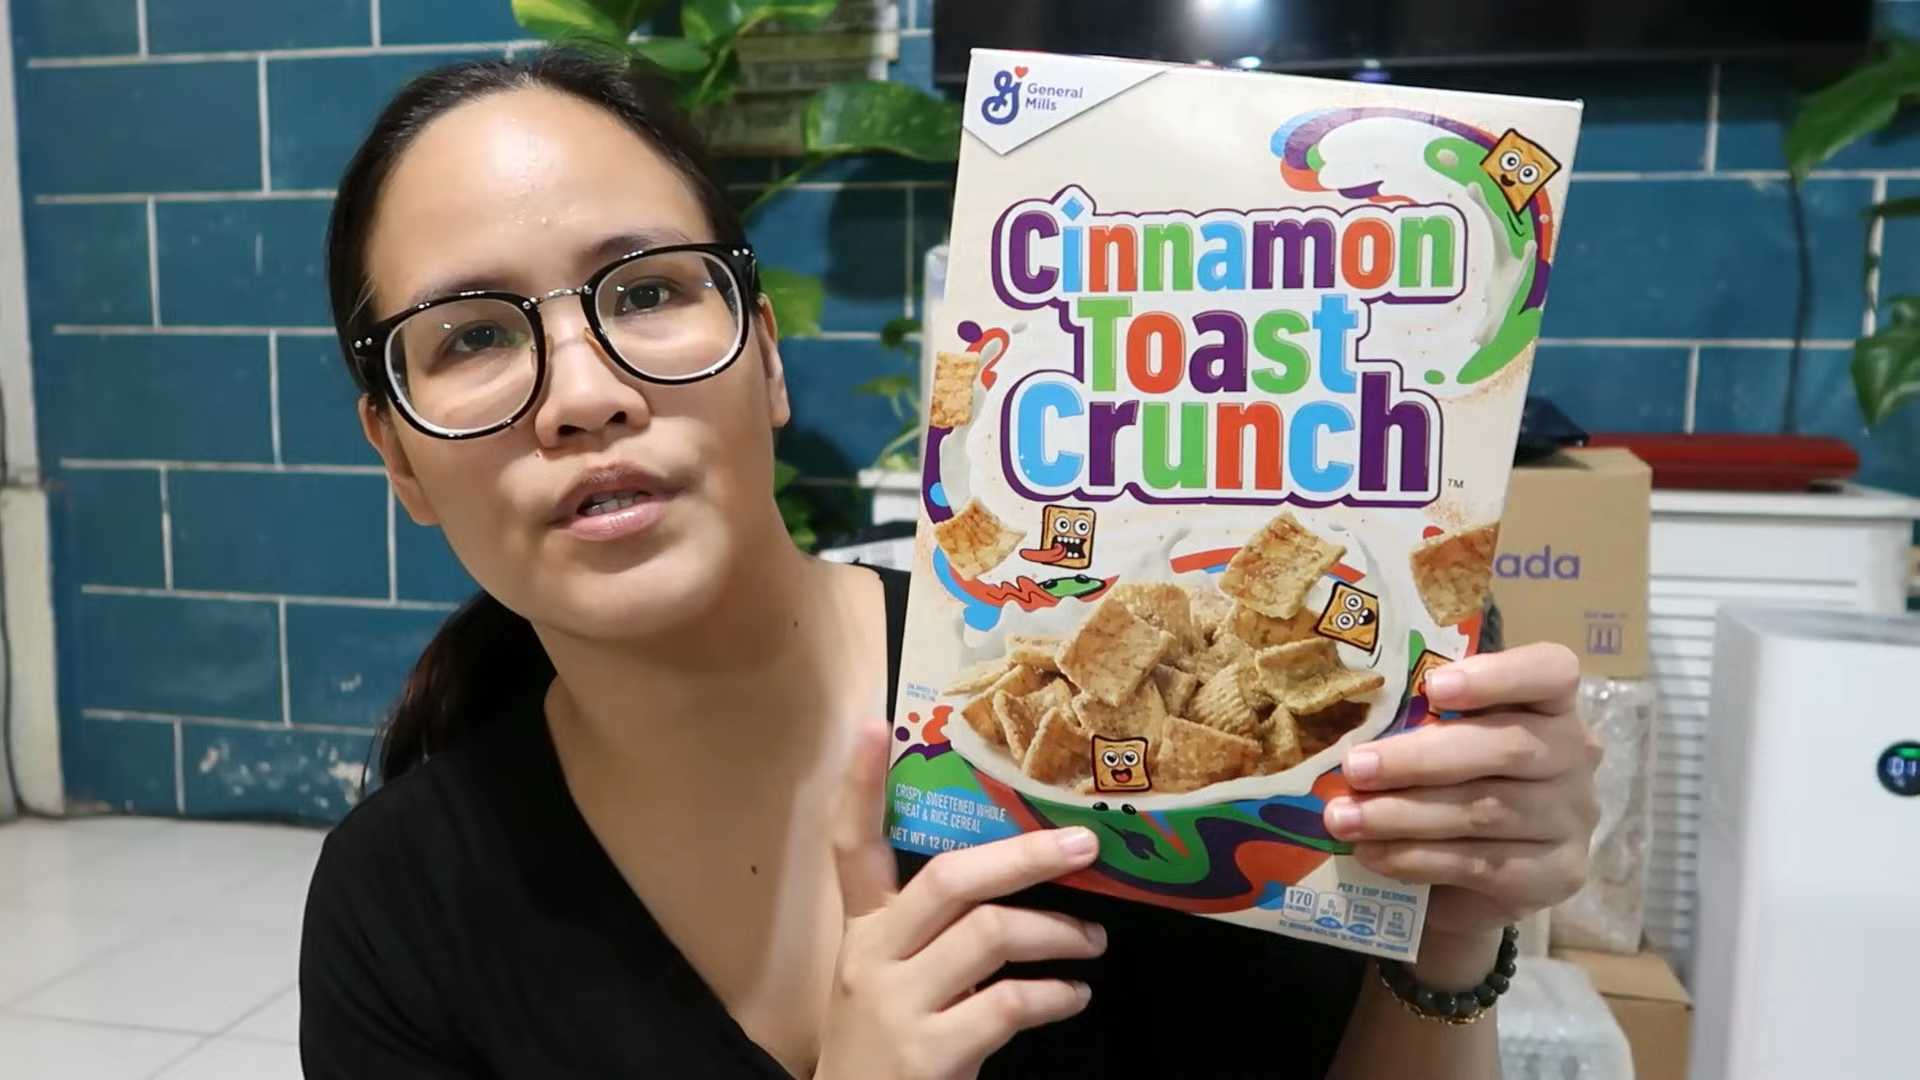 General
Mills
Cinnamon
Toast
Crunch
TM
ada
CRISPY, SWEETENED WHOLE
WHEAT & RICE CEREAL
NET WT 12 OZ
PER 1 CUP SERVING
170
CALORIES